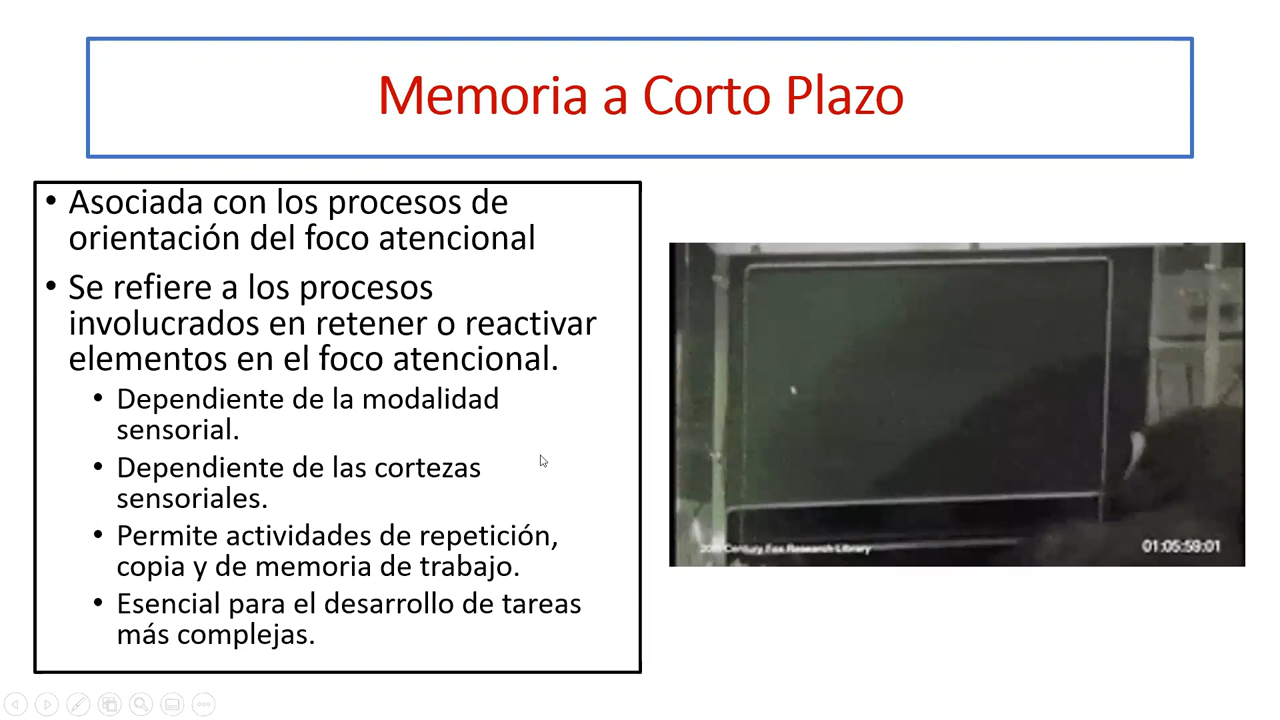 Memoria a Corto Plazo
• Asociada con los procesos de
orientación del foco atencional
• Se refiere a los procesos
involucrados en retener o reactivar
elementos en el foco atencional.
• Dependiente de la modalidad
sensorial.
• Dependiente de las cortezas
sensoriales.
• Permite actividades de repetición,
copia y de memoria de trabajo.
• Esencial para el desarrollo de tareas
más complejas.
Century Fox Research Library
01:05:59:01